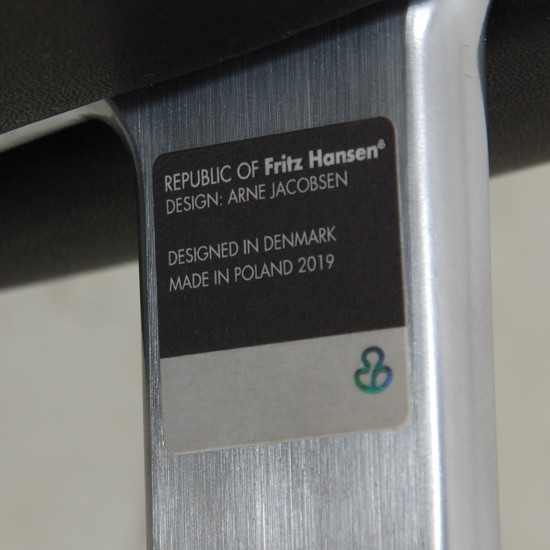 REPUBLIC OF Fritz Hansen®
DESIGN: ARNE JACOBSEN
DESIGNED IN DENMARK
MADE IN POLAND 2019